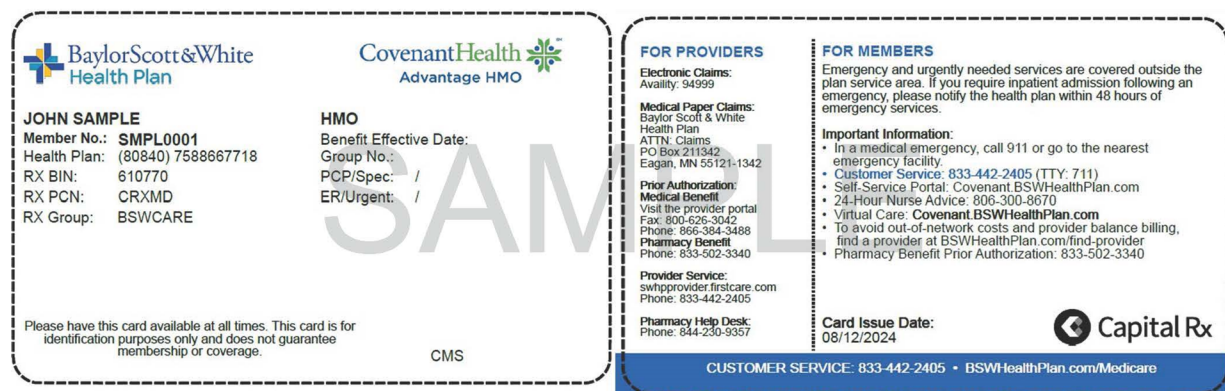 BaylorScott&White
Health Plan
CovenantHealth SM
Advantage HMO
JOHN SAMPLE
Member No.: SMPL0001
Health Plan: (80840) 7588667718
RX BIN: 610770
RX PCN: CRXMD
RX Group: BSWCARE
HMO
Benefit Effective Date:
Group No.:
PCP/Spec: /
ER/Urgent: /
Please have this card available at all times. This card is for
identification purposes only and does not guarantee
membership or coverage.
CMS
SAMPLE
FOR PROVIDERS
Electronic Claims:
Availity: 94999
Medical Paper Claims:
Baylor Scott & White
Health Plan
ATTN: Claims
PO Box 211342
Eagan, MN 55121-1342
Prior Authorization:
Medical Benefit
Visit the provider portal
Fax: 800-626-3042
Phone: 866-384-3488
Pharmacy Benefit
Phone: 833-502-3340
Provider Service:
swhpprovider.firstcare.com
Phone: 833-442-2405
Pharmacy Help Desk:
Phone: 844-230-9357
FOR MEMBERS
Emergency and urgently needed services are covered outside the
plan service area. If you require inpatient admission following an
emergency, please notify the health plan within 48 hours of
emergency services.
Important Information:
• In a medical emergency, call 911 or go to the nearest
emergency facility.
• Customer Service: 833-442-2405 (TTY: 711)
• Self-Service Portal: Covenant.BSWHealthPlan.com
• 24-Hour Nurse Advice: 806-300-8670
• Virtual Care: Covenant.BSWHealthPlan.com
• To avoid out-of-network costs and provider balance billing,
find a provider at BSWHealthPlan.com/find-provider
• Pharmacy Benefit Prior Authorization: 833-502-3340
Card Issue Date:
08/12/2024
Capital Rx
CUSTOMER SERVICE: 833-442-2405 • BSWHealthPlan.com/Medicare